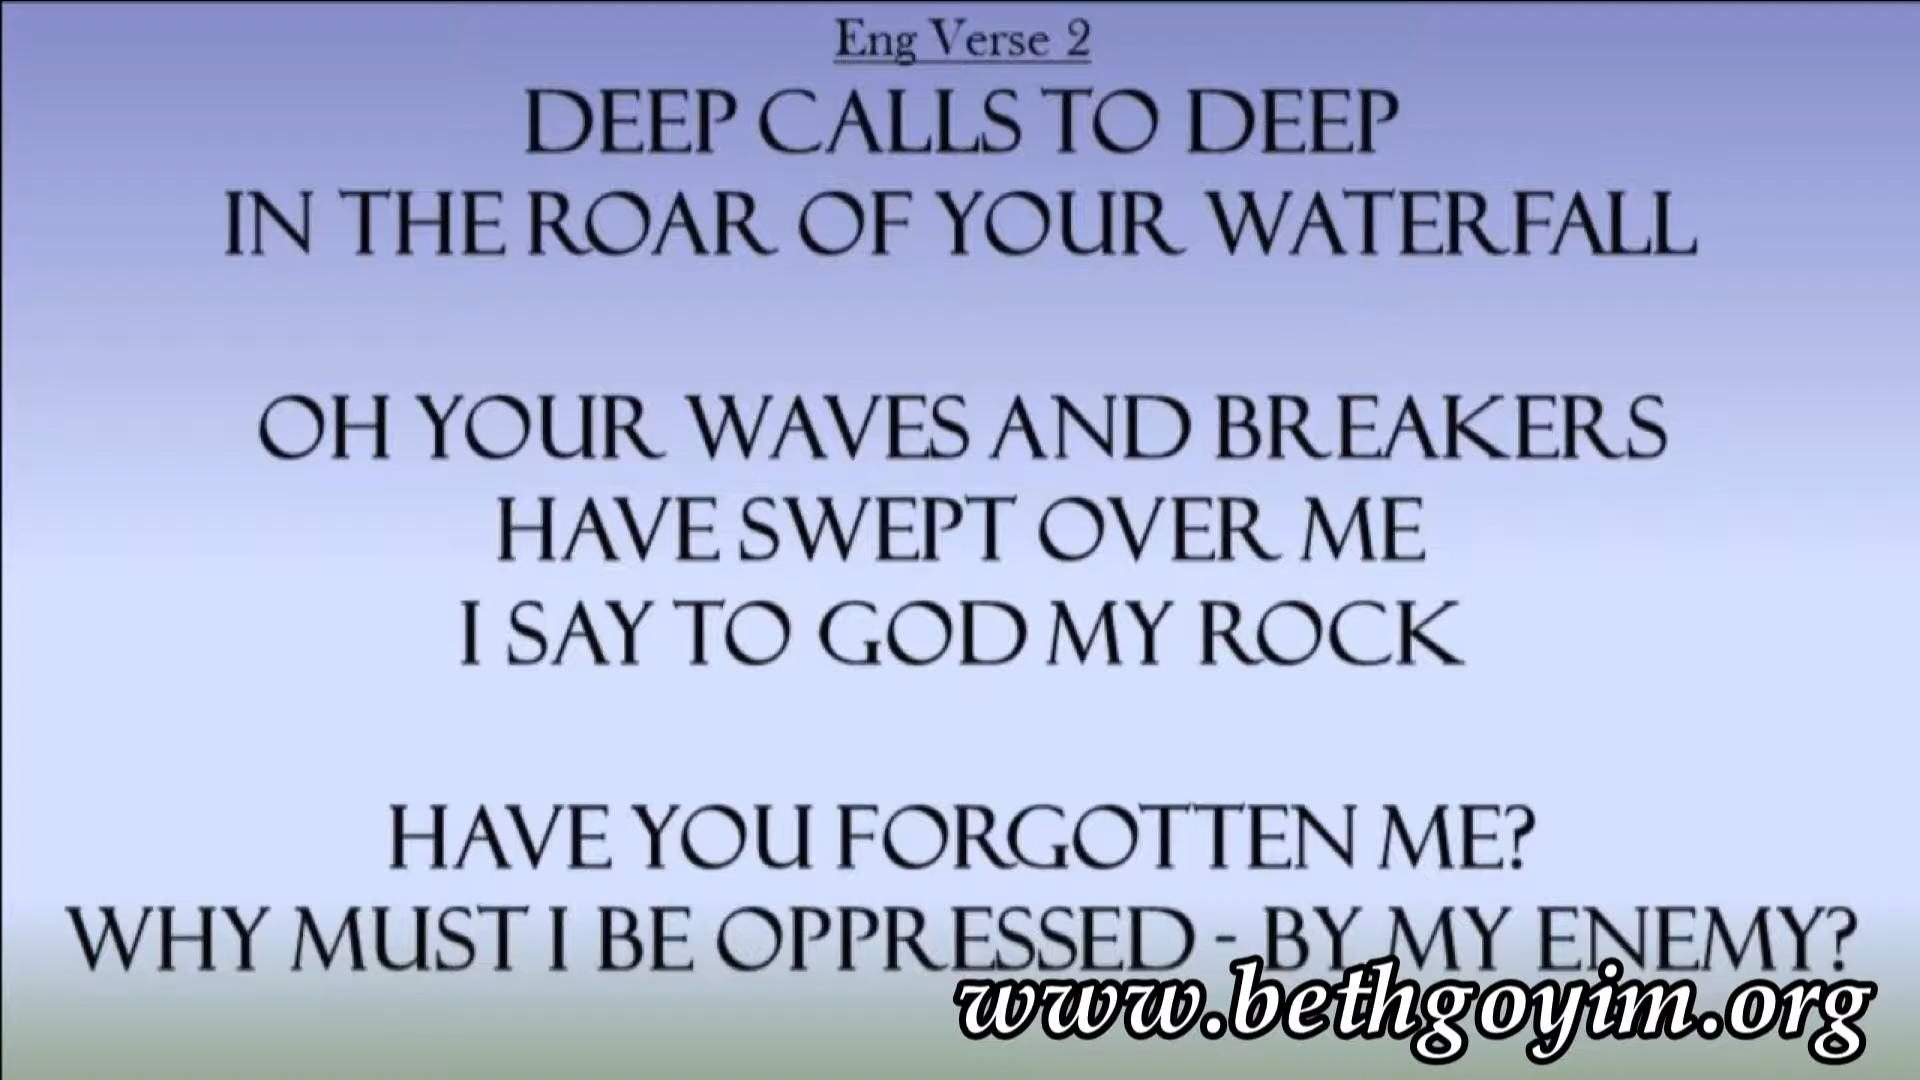 Eng Verse 2
DEEP CALLS TO DEEP
IN THE ROAR OF YOUR WATERFALL
OH YOUR WAVES AND BREAKERS
HAVE SWEPT OVER ME
I SAY TO GOD MY ROCK
HAVE YOU FORGOTTEN ME?
WHY MUST I BE OPPRESSED - BY MY ENEMY?
www.bethgoyim.org